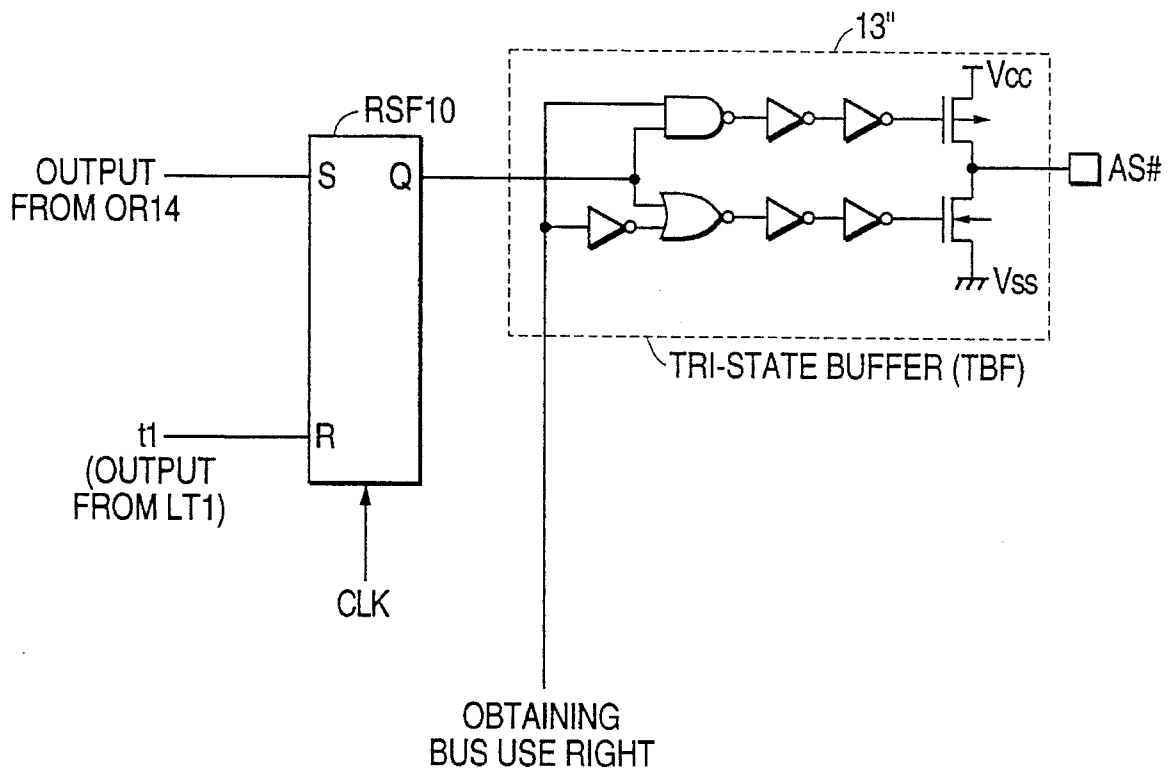 13"
VCC
RSF10
OUTPUT
FROM OR14
S
Q
AS#
VSS
TRI-STATE BUFFER (TBF)
t1
R
(OUTPUT
FROM LT1)
CLK
OBTAINING
BUS USE RIGHT